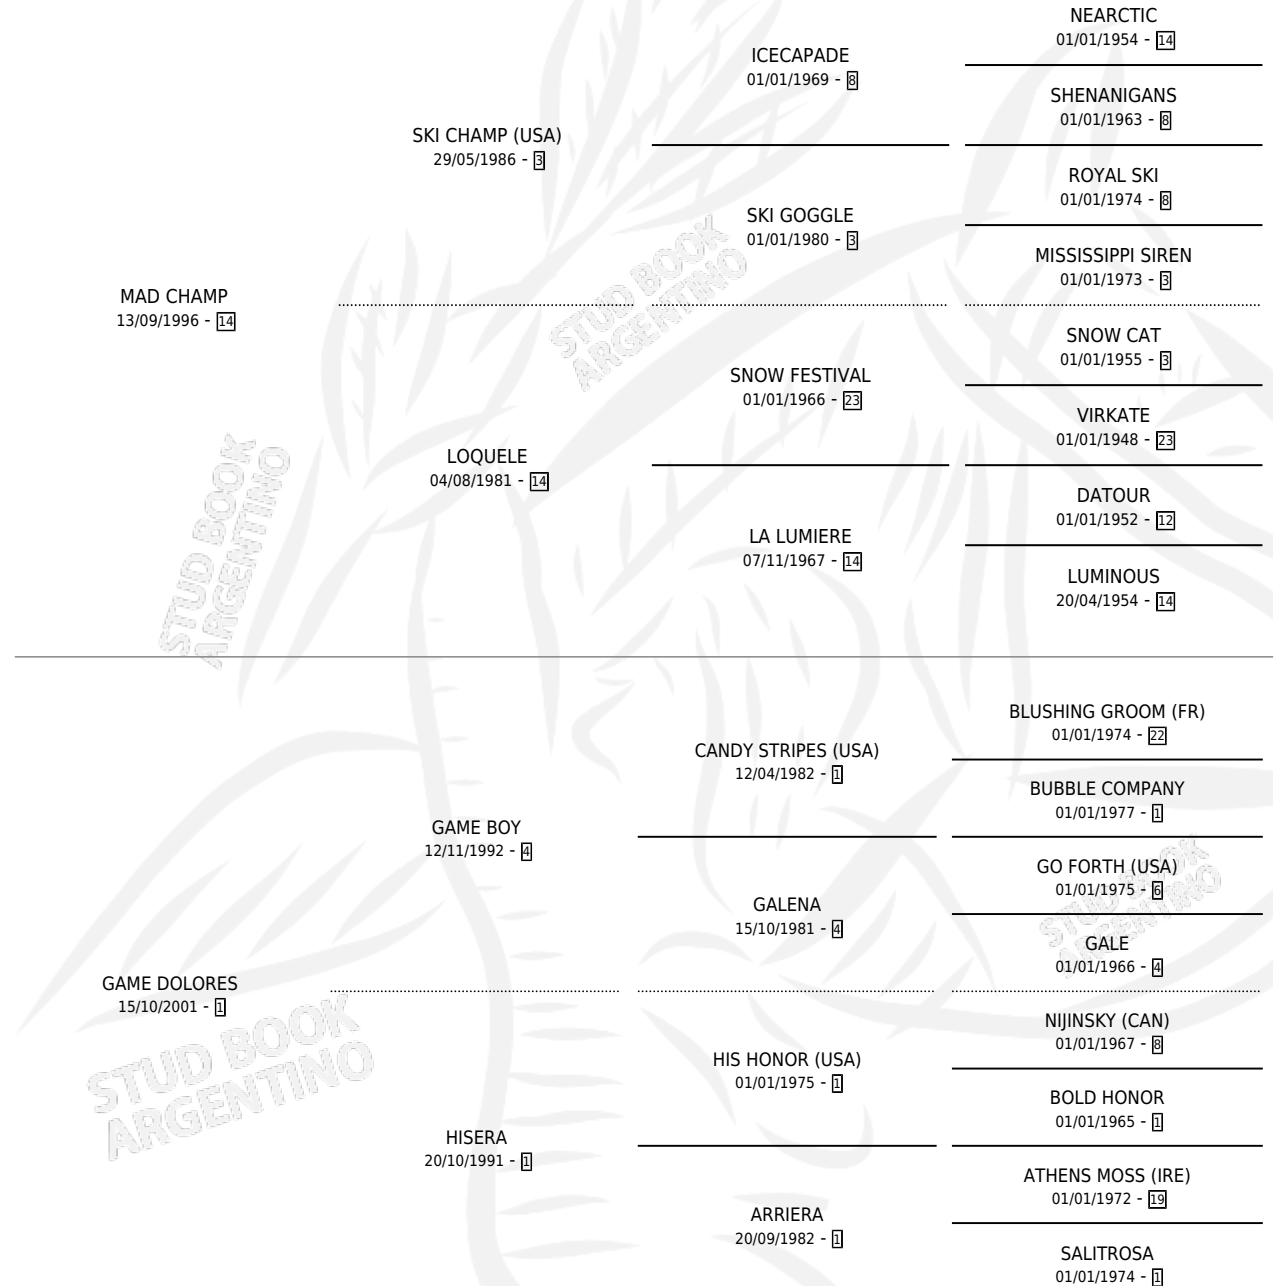 NEARCTIC
01/01/1954 - 14
ICECAPADE
01/01/1969 - 8
SHENANIGANS
01/01/1963 - 8
SKI CHAMP (USA)
29/05/1986 - 3
ROYAL SKI
01/01/1974 - 8
SKI GOGGLE
01/01/1980 - 3
MISSISSIPPI SIREN
01/01/1973 - 3
MAD CHAMP
13/09/1996 - 14
SNOW CAT
01/01/1955 - 3
SNOW FESTIVAL
01/01/1966 - 23
VIRKATE
01/01/1948 - 23
LOQUELE
04/08/1981 - 14
DATOUR
01/01/1952 - 12
LA LUMIERE
07/11/1967 - 14
LUMINOUS
20/04/1954 - 14
BLUSHING GROOM (FR)
01/01/1974 - 22
CANDY STRIPES (USA)
12/04/1982 - 1
BUBBLE COMPANY
01/01/1977 - 1
GAME BOY
12/11/1992 - 4
GO FORTH (USA)
01/01/1975 - 6
GALENA
15/10/1981 - 4
GALE
01/01/1966 - 4
GAME DOLORES
15/10/2001 - 1
NIJINSKY (CAN)
01/01/1967 - 8
HIS HONOR (USA)
01/01/1975 - 1
BOLD HONOR
01/01/1965 - 1
HISERA
20/10/1991 - 1
ATHENS MOSS (IRE)
01/01/1972 - 19
ARRIERA
20/09/1982 - 1
SALITROSA
01/01/1974 - 1
STUD BOOK
ARGENTINO
STUD BOOK
ARGENTINO
STUD BOOK
ARGENTINO
STUD BOOK
ARGENTINO